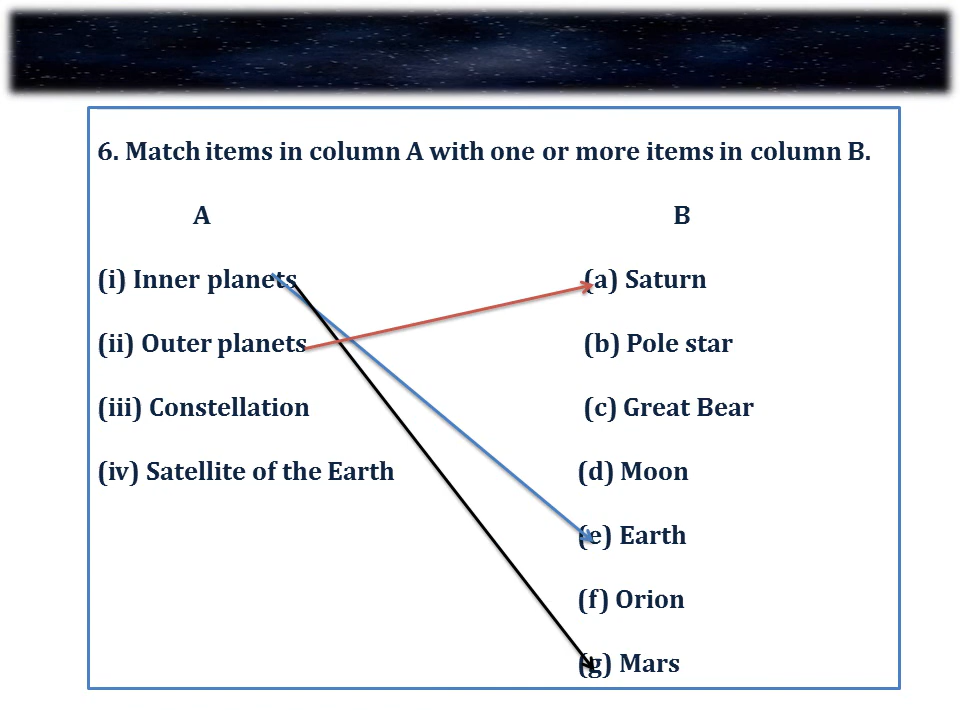 6. Match items in column A with one or more items in column B.
A B
(i) Inner planets (a) Saturn
(ii) Outer planets (b) Pole star
(iii) Constellation (c) Great Bear
(iv) Satellite of the Earth (d) Moon
(e) Earth
(f) Orion
(g) Mars